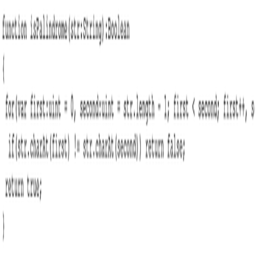 function isPalindrome(str:String):Boolean
{
for(var first:uint = 0, second:uint = str.length - 1; first < second; first++, s
if(str.charAt(first) != str.charAt(second)) return false;
return true;
}